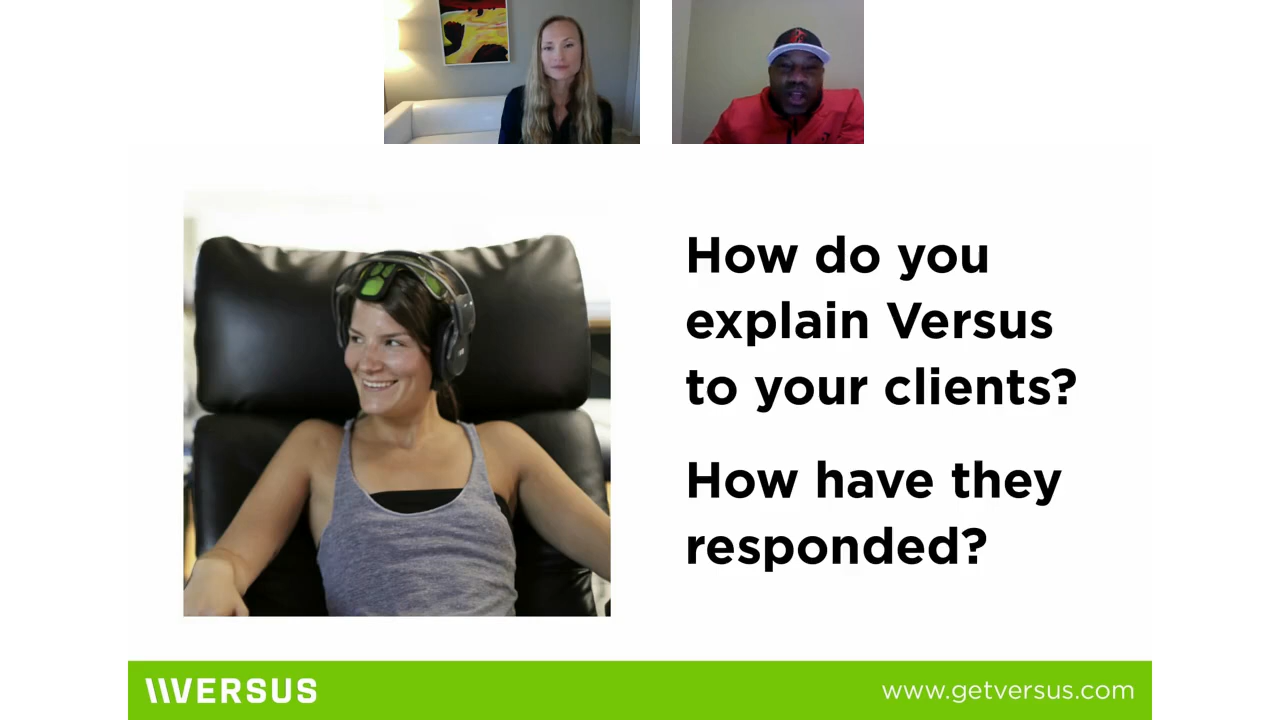 How do you
explain Versus
to your clients?
How have they
responded?
VERSUS
www.getversus.com